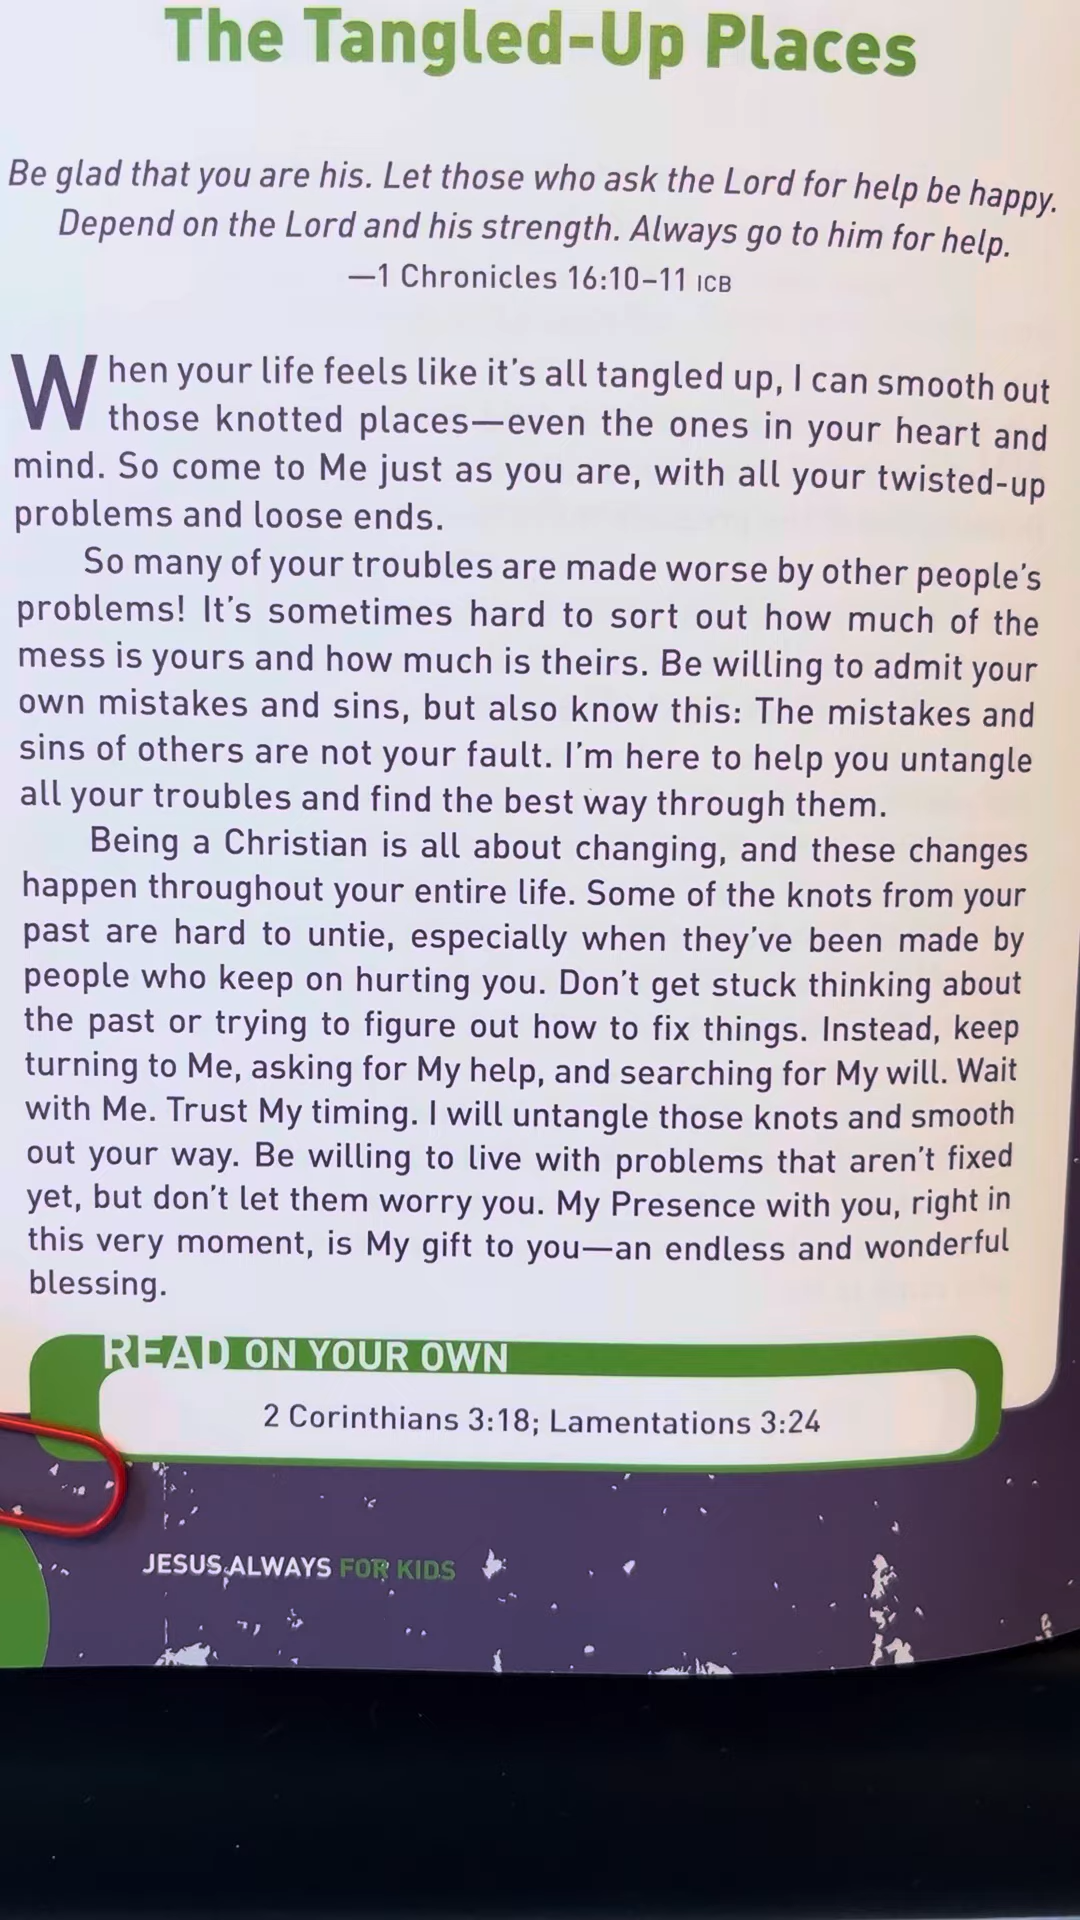 The Tangled-Up Places
Be glad that you are his. Let those who ask the Lord for help be happy.
Depend on the Lord and his strength. Always go to him for help.
—1 Chronicles 16:10–11 ICB
When your life feels like it's all tangled up, I can smooth out
those knotted places—even the ones in your heart and
mind. So come to Me just as you are, with all your twisted-up
problems and loose ends.
So many of your troubles are made worse by other people's
problems! It's sometimes hard to sort out how much of the
mess is yours and how much is theirs. Be willing to admit your
own mistakes and sins, but also know this: The mistakes and
sins of others are not your fault. I'm here to help you untangle
all your troubles and find the best way through them.
Being a Christian is all about changing, and these changes
happen throughout your entire life. Some of the knots from your
past are hard to untie, especially when they've been made by
people who keep on hurting you. Don't get stuck thinking about
the past or trying to figure out how to fix things. Instead, keep
turning to Me, asking for My help, and searching for My will. Wait
with Me. Trust My timing. I will untangle those knots and smooth
out your way. Be willing to live with problems that aren't fixed
yet, but don't let them worry you. My Presence with you, right in
this very moment, is My gift to you—an endless and wonderful
blessing.
READ ON YOUR OWN
2 Corinthians 3:18; Lamentations 3:24
JESUS ALWAYS FOR KIDS